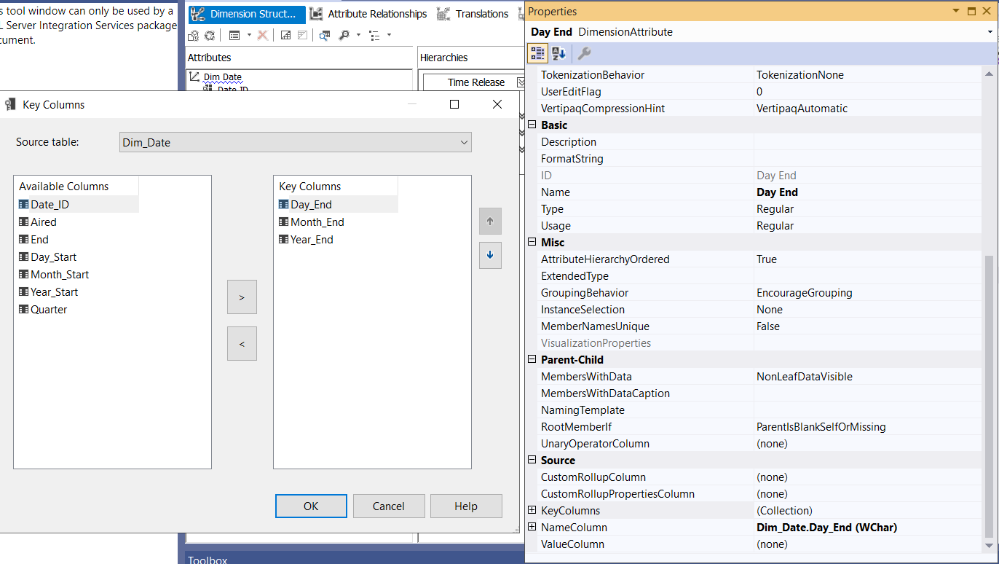 s tool window can only be used by a
L Server Integration Services package
cument.
Dimension Struct...
Attribute Relationships
Translations
Attributes
Hierarchies
Dim Date
Date ID
Time Release
Key Columns
Source table:
Dim_Date
Available Columns
Date_ID
Aired
End
Day_Start
Month_Start
Year_Start
Quarter
>
<
Key Columns
Day_End
Month_End
Year_End
OK
Cancel
Help
Toolbox
Properties
Day End DimensionAttribute
TokenizationBehavior TokenizationNone
UserEditFlag 0
VertipaqCompressionHint VertipaqAutomatic
Basic
Description
FormatString
ID Day End
Name Day End
Type Regular
Usage Regular
Misc
AttributeHierarchyOrdered True
ExtendedType
GroupingBehavior EncourageGrouping
InstanceSelection None
MemberNamesUnique False
VisualizationProperties
Parent-Child
MembersWithData NonLeafDataVisible
MembersWithDataCaption
NamingTemplate
RootMemberIf ParentIsBlankSelfOrMissing
UnaryOperatorColumn (none)
Source
CustomRollupColumn (none)
CustomRollupPropertiesColumn (none)
KeyColumns (Collection)
NameColumn Dim_Date.Day_End (WChar)
ValueColumn (none)